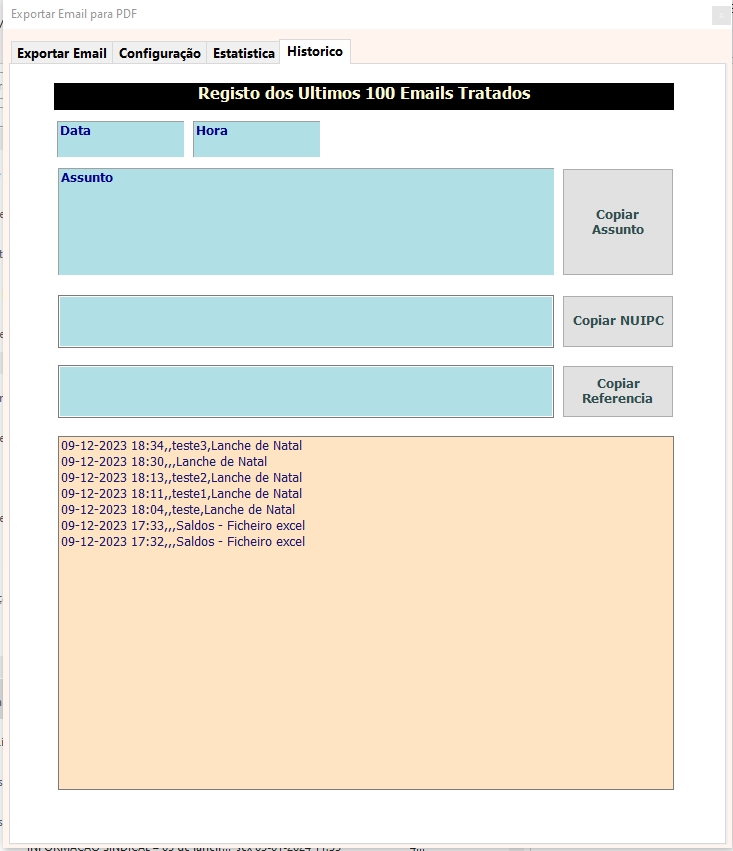 Exportar Email para PDF
Exportar Email Configuração Estatistica Historico
Registo dos Ultimos 100 Emails Tratados
Data Hora
Assunto
Copiar
Assunto
Copiar NUIPC
Copiar
Referencia
09-12-2023 18:34,,teste3,Lanche de Natal
09-12-2023 18:30,,,Lanche de Natal
09-12-2023 18:13,,teste2,Lanche de Natal
09-12-2023 18:11,,teste1,Lanche de Natal
09-12-2023 18:04,,teste,Lanche de Natal
09-12-2023 17:33,,,Saldos - Ficheiro excel
09-12-2023 17:32,,,Saldos - Ficheiro excel